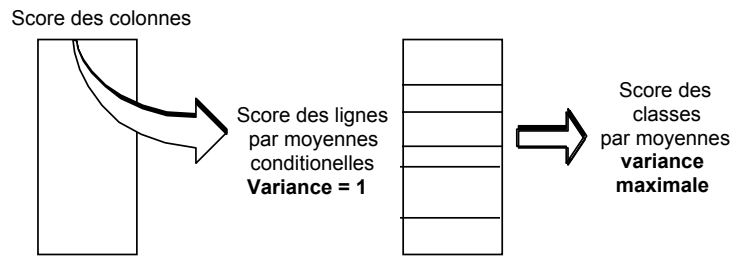 Score des colonnes
Score des lignes
par moyennes
conditionelles
Variance = 1
Score des
classes
par moyennes
variance
maximale